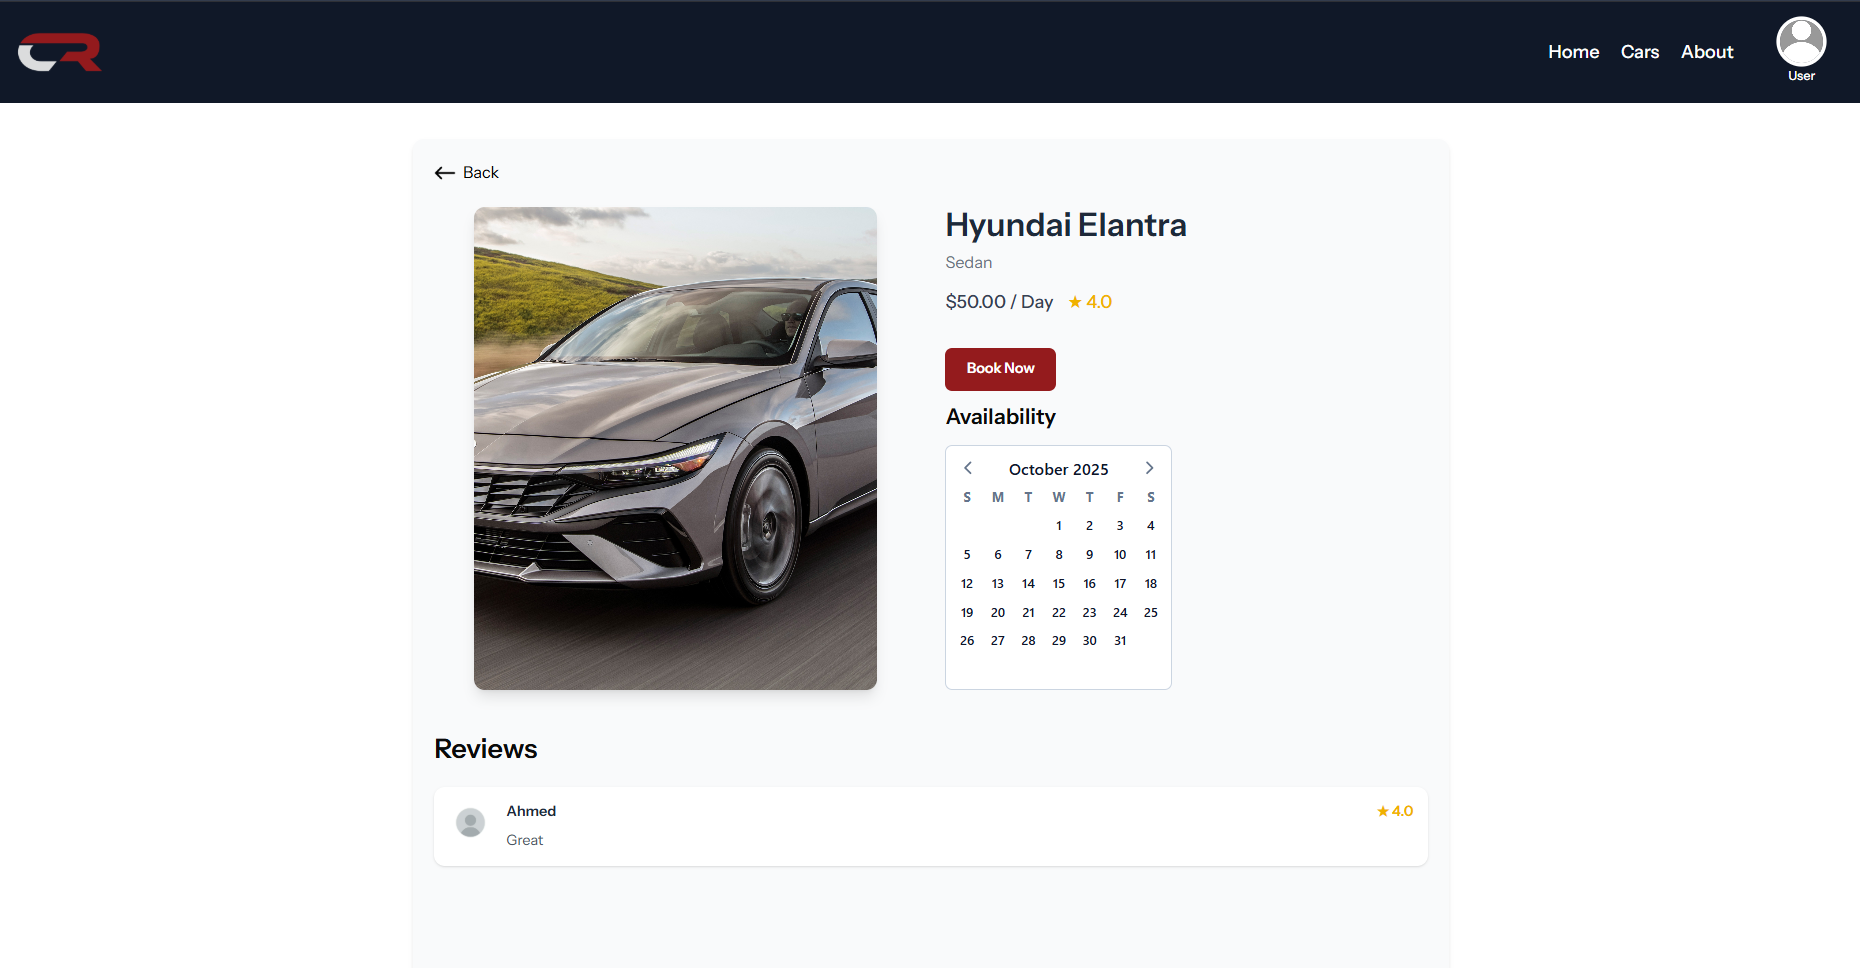 CR
Home Cars About
User
Back
Hyundai Elantra
Sedan
$50.00 / Day ★ 4.0
Book Now
Availability
October 2025
S M T W T F S
1 2 3 4
5 6 7 8 9 10 11
12 13 14 15 16 17 18
19 20 21 22 23 24 25
26 27 28 29 30 31
Reviews
Ahmed ★ 4.0
Great